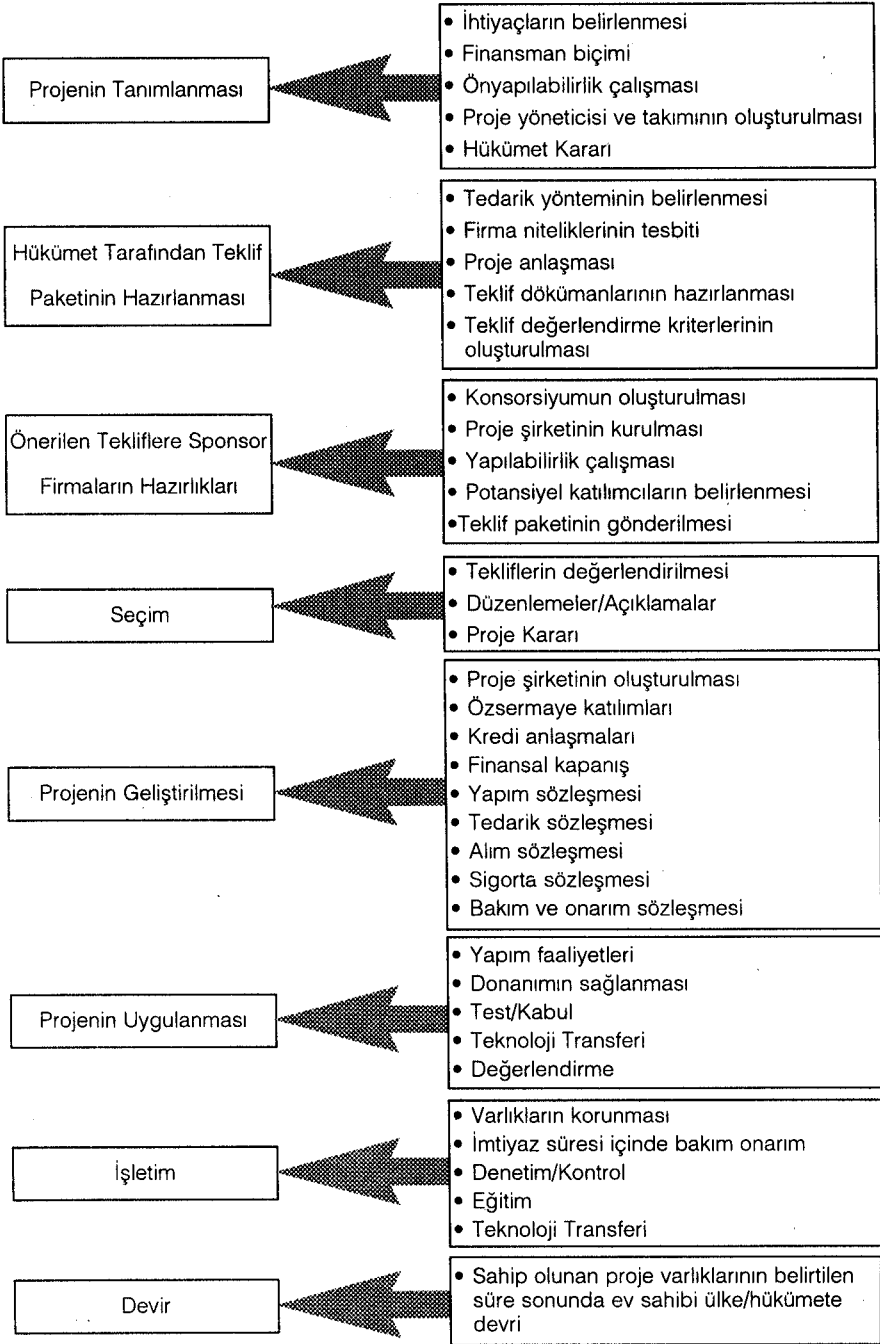 Projenin Tanımlanması
• İhtiyaçların belirlenmesi
• Finansman biçimi
• Önyapılabilirlik çalışması
• Proje yöneticisi ve takımının oluşturulması
• Hükümet Kararı
Hükümet Tarafından Teklif
Paketinin Hazırlanması
• Tedarik yönteminin belirlenmesi
• Firma niteliklerinin tesbiti
• Proje anlaşması
• Teklif dökümanlarının hazırlanması
• Teklif değerlendirme kriterlerinin
oluşturulması
Önerilen Tekliflere Sponsor
Firmaların Hazırlıkları
• Konsorsiyumun oluşturulması
• Proje şirketinin kurulması
• Yapılabilirlik çalışması
• Potansiyel katılımcıların belirlenmesi
•Teklif paketinin gönderilmesi
Seçim
• Tekliflerin değerlendirilmesi
• Düzenlemeler/Açıklamalar
• Proje Kararı
Projenin Geliştirilmesi
• Proje şirketinin oluşturulması
• Özsermaye katılımları
• Kredi anlaşmaları
• Finansal kapanış
• Yapım sözleşmesi
• Tedarik sözleşmesi
• Alım sözleşmesi
• Sigorta sözleşmesi
• Bakım ve onarım sözleşmesi
Projenin Uygulanması
• Yapım faaliyetleri
• Donanımın sağlanması
• Test/Kabul
• Teknoloji Transferi
• Değerlendirme
İşletim
• Varlıkların korunması
• İmtiyaz süresi içinde bakım onarım
• Denetim/Kontrol
• Eğitim
• Teknoloji Transferi
Devir
• Sahip olunan proje varlıklarının belirtilen
süre sonunda ev sahibi ülke/hükümete
devri